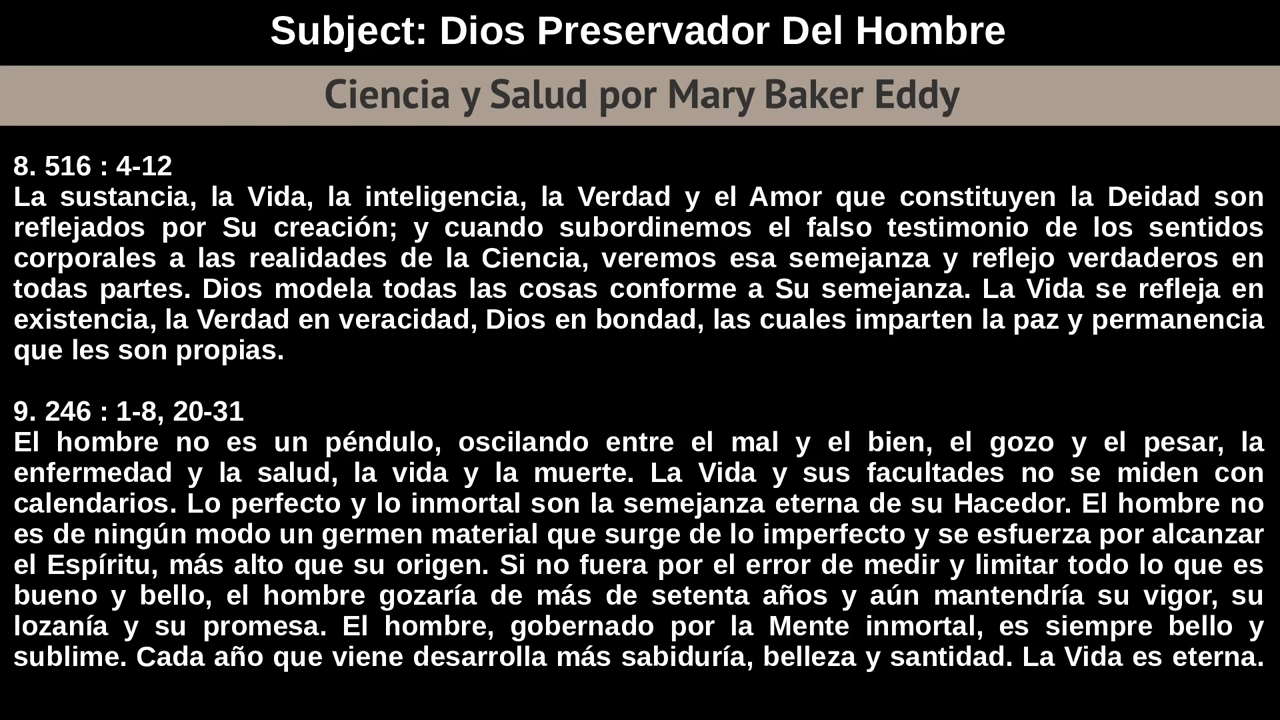 Subject: Dios Preservador Del Hombre
Ciencia y Salud por Mary Baker Eddy
8. 516 : 4-12
La sustancia, la Vida, la inteligencia, la Verdad y el Amor que constituyen la Deidad son
reflejados por Su creación; y cuando subordinemos el falso testimonio de los sentidos
corporales a las realidades de la Ciencia, veremos esa semejanza y reflejo verdaderos en
todas partes. Dios modela todas las cosas conforme a Su semejanza. La Vida se refleja en
existencia, la Verdad en veracidad, Dios en bondad, las cuales imparten la paz y permanencia
que les son propias.
9. 246 : 1-8, 20-31
El hombre no es un péndulo, oscilando entre el mal y el bien, el gozo y el pesar, la
enfermedad y la salud, la vida y la muerte. La Vida y sus facultades no se miden con
calendarios. Lo perfecto y lo inmortal son la semejanza eterna de su Hacedor. El hombre no
es de ningún modo un germen material que surge de lo imperfecto y se esfuerza por alcanzar
el Espíritu, más alto que su origen. Si no fuera por el error de medir y limitar todo lo que es
bueno y bello, el hombre gozaría de más de setenta años y aún mantendría su vigor, su
lozanía y su promesa. El hombre, gobernado por la Mente inmortal, es siempre bello y
sublime. Cada año que viene desarrolla más sabiduría, belleza y santidad. La Vida es eterna.